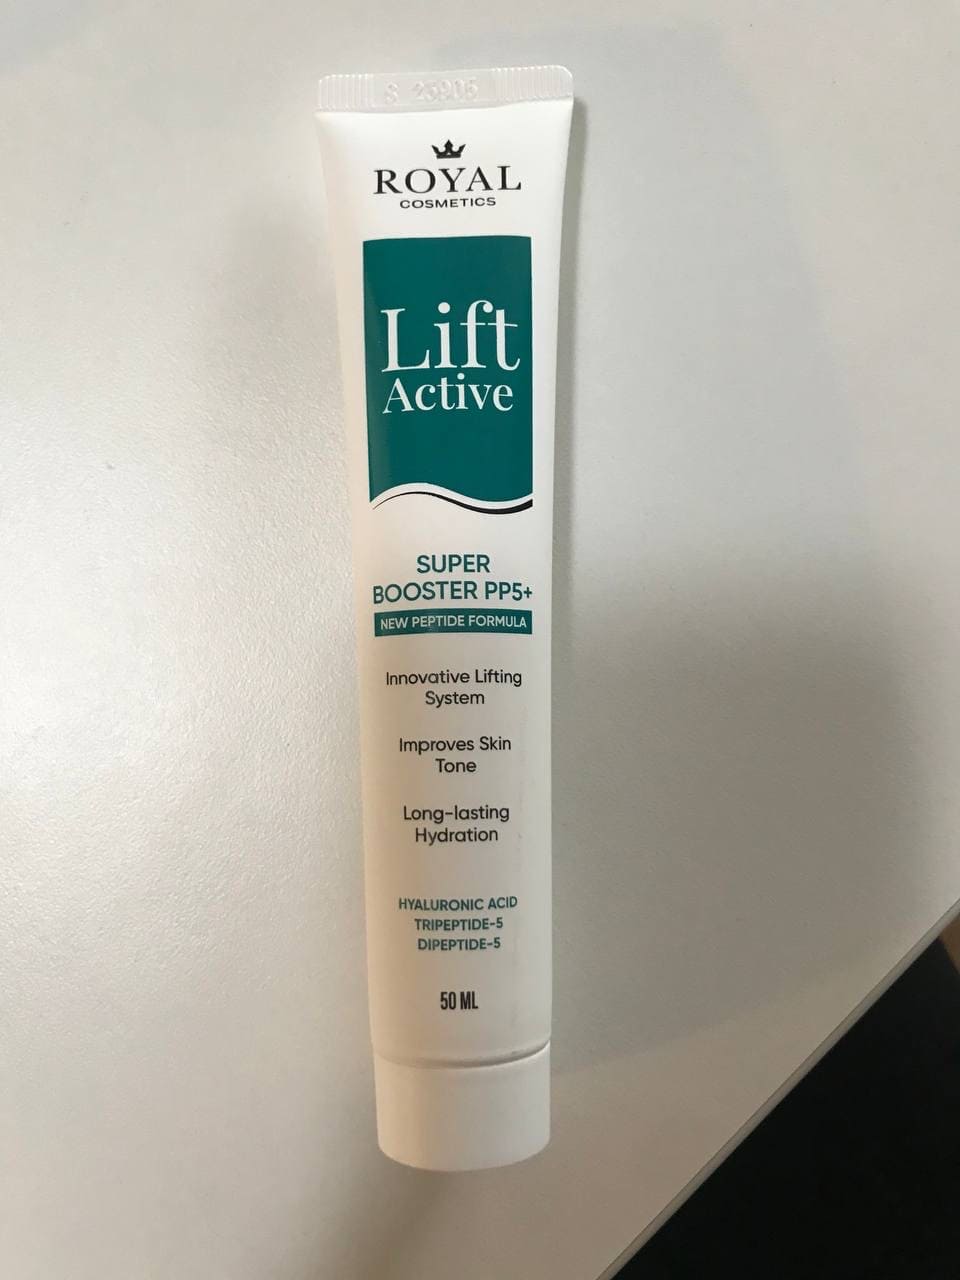 S 23905
ROYAL
COSMETICS
Lift
Active
SUPER
BOOSTER PP5+
NEW PEPTIDE FORMULA
Innovative Lifting
System
Improves Skin
Tone
Long-lasting
Hydration
HYALURONIC ACID
TRIPEPTIDE-5
DIPEPTIDE-5
50 ML